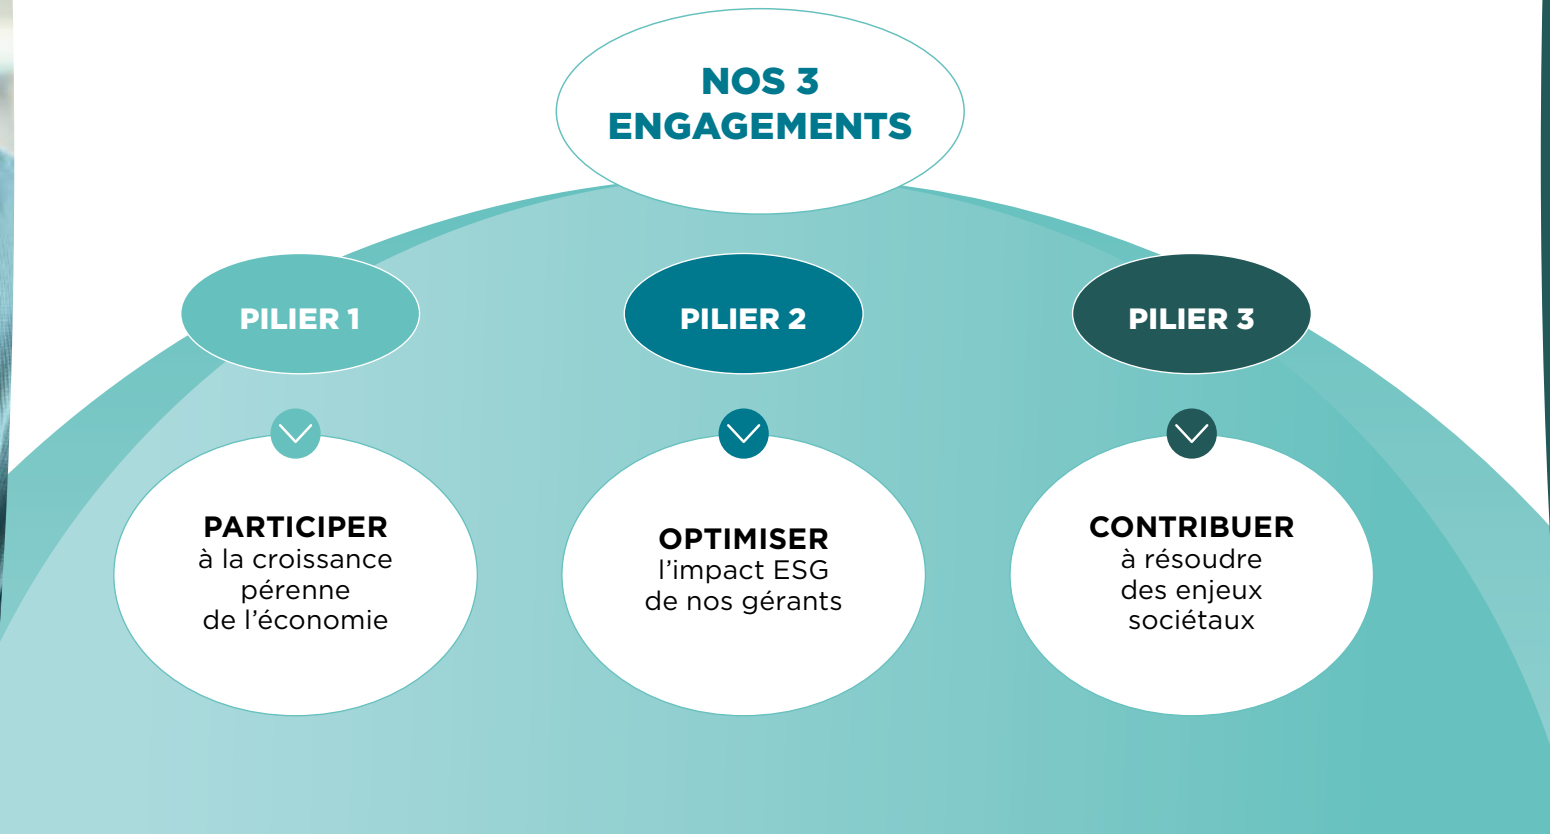 NOS 3
ENGAGEMENTS
PILIER 1
PILIER 2
PILIER 3
PARTICIPER
à la croissance
pérenne
de l’économie
OPTIMISER
l’impact ESG
de nos gérants
CONTRIBUER
à résoudre
des enjeux
sociétaux